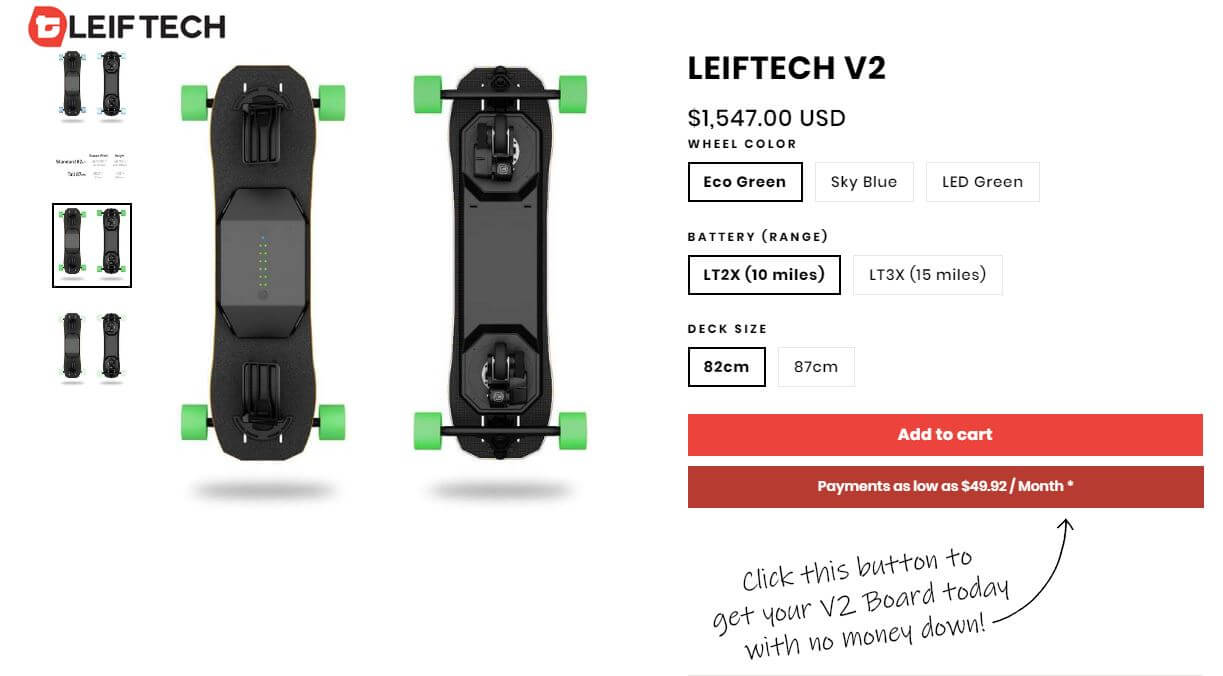 LEIF TECH
LEIFTECH V2
$1,547.00 USD
WHEEL COLOR
Eco Green
Sky Blue
LED Green
BATTERY (RANGE)
LT2X (10 miles)
LT3X (15 miles)
DECK SIZE
82cm
87cm
Add to cart
Payments as low as $49.92 / Month *
Click this button to
get your V2 Board today
with no money down!